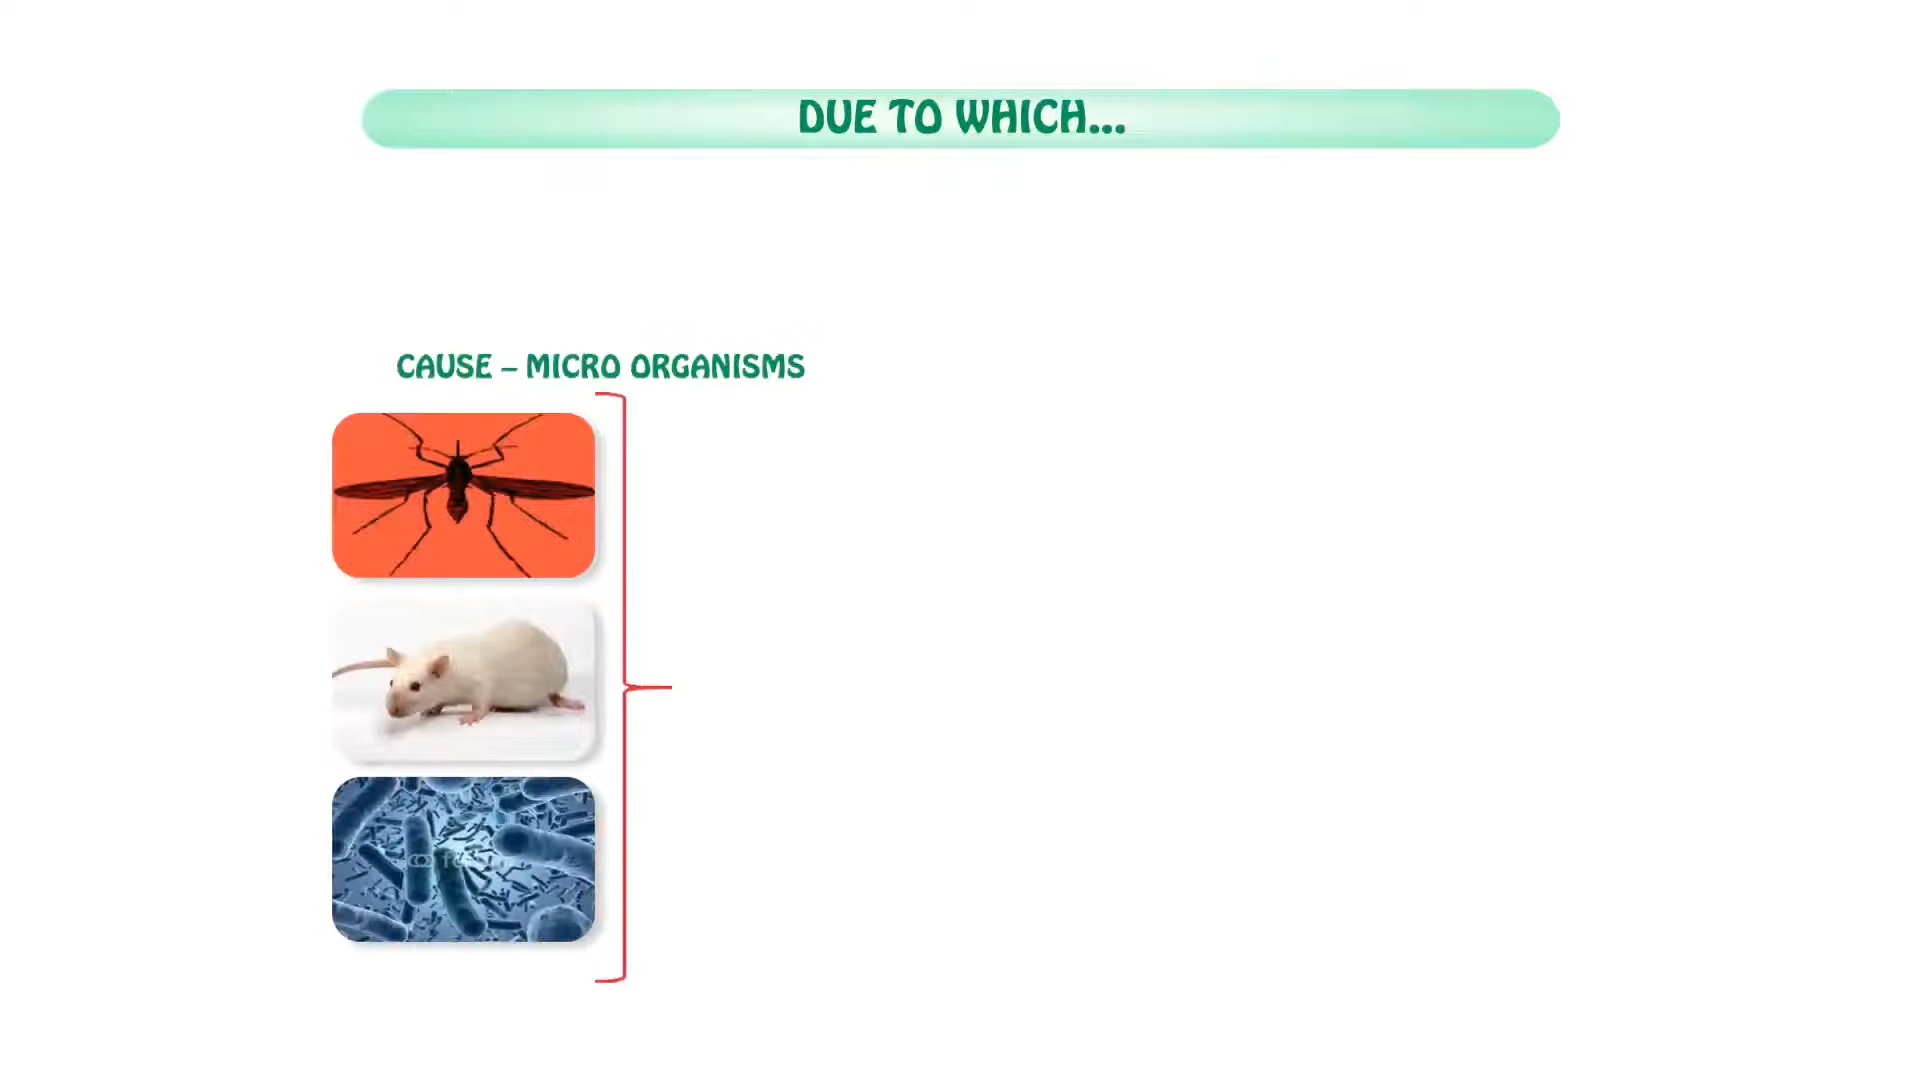 DUE TO WHICH...
CAUSE – MICRO ORGANISMS